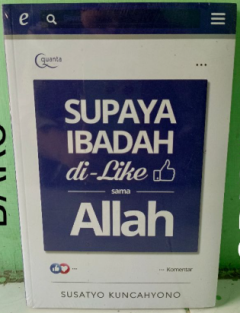 e
quanta
...
SUPAYA
IBADAH
di-Like
sama
Allah
Komentar
SUSATYO KUNCAHYONO